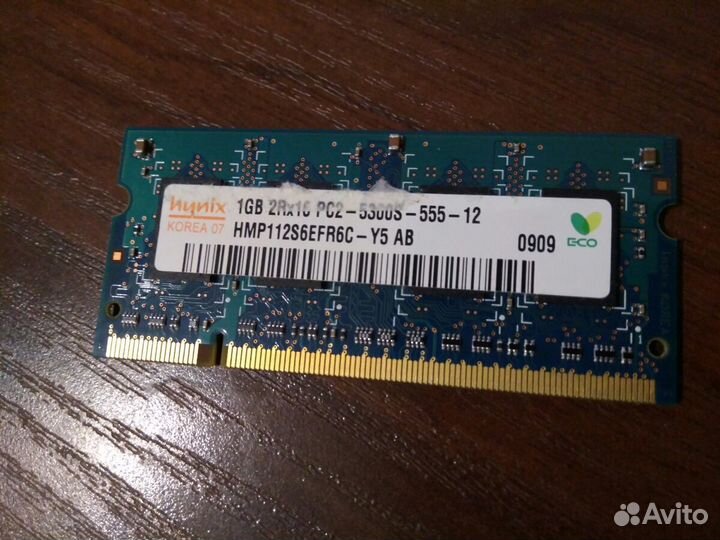 hynix
KOREA 07
1GB 2Rx16 PC2-5300S-555-12
HMP112S6EFR6C-Y5 AB
0909
ECO
Avito